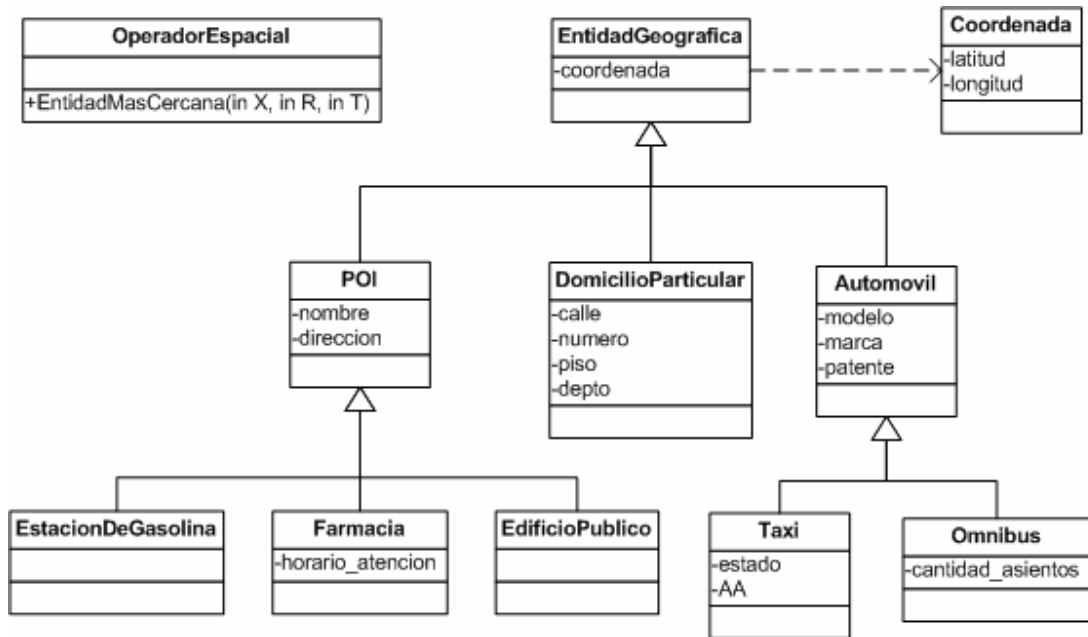 OperadorEspacial
+EntidadMasCercana(in X, in R, in T)
EntidadGeografica
-coordenada
Coordenada
-latitud
-longitud
POI
-nombre
-direccion
DomicilioParticular
-calle
-numero
-piso
-depto
Automovil
-modelo
-marca
-patente
EstacionDeGasolina
Farmacia
-horario_atencion
EdificioPublico
Taxi
-estado
-AA
Omnibus
-cantidad_asientos